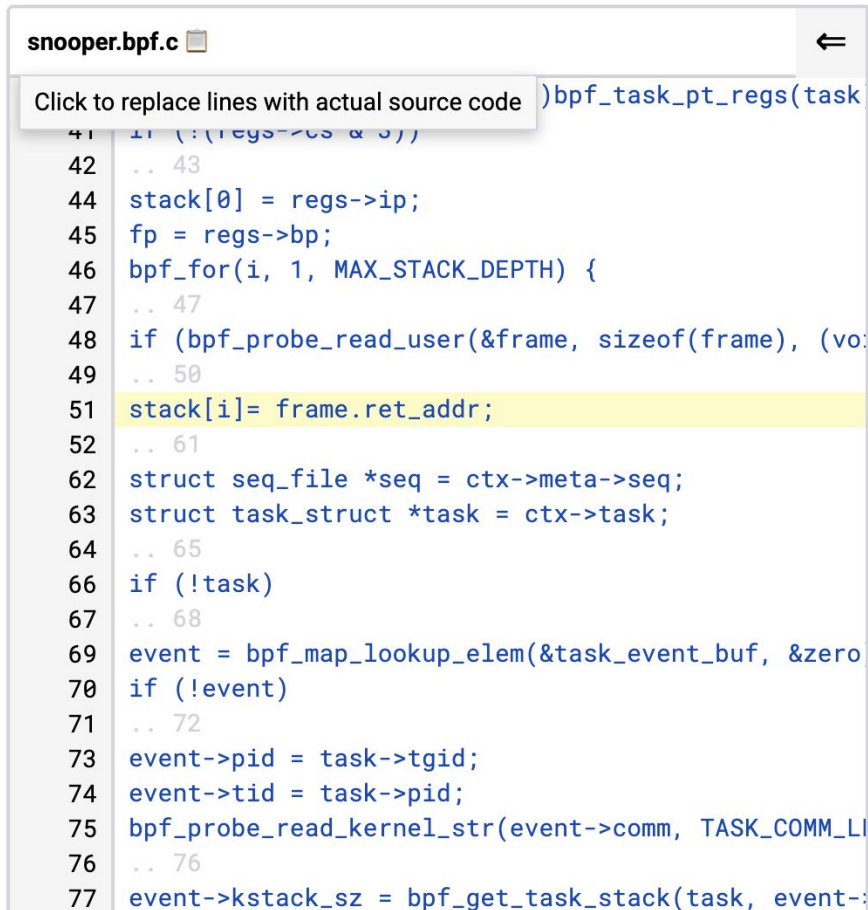 snooper.bpf.c
Click to replace lines with actual source code )bpf_task_pt_regs(task
41 if (!(regs->cs & 3))
42 .. 43
44 stack[0] = regs->ip;
45 fp = regs->bp;
46 bpf_for(i, 1, MAX_STACK_DEPTH) {
47 .. 47
48 if (bpf_probe_read_user(&frame, sizeof(frame), (vo
49 .. 50
51 stack[i]= frame.ret_addr;
52 .. 61
62 struct seq_file *seq = ctx->meta->seq;
63 struct task_struct *task = ctx->task;
64 .. 65
66 if (!task)
67 .. 68
69 event = bpf_map_lookup_elem(&task_event_buf, &zero
70 if (!event)
71 .. 72
73 event->pid = task->tgid;
74 event->tid = task->pid;
75 bpf_probe_read_kernel_str(event->comm, TASK_COMM_L
76 .. 76
77 event->kstack_sz = bpf_get_task_stack(task, event-